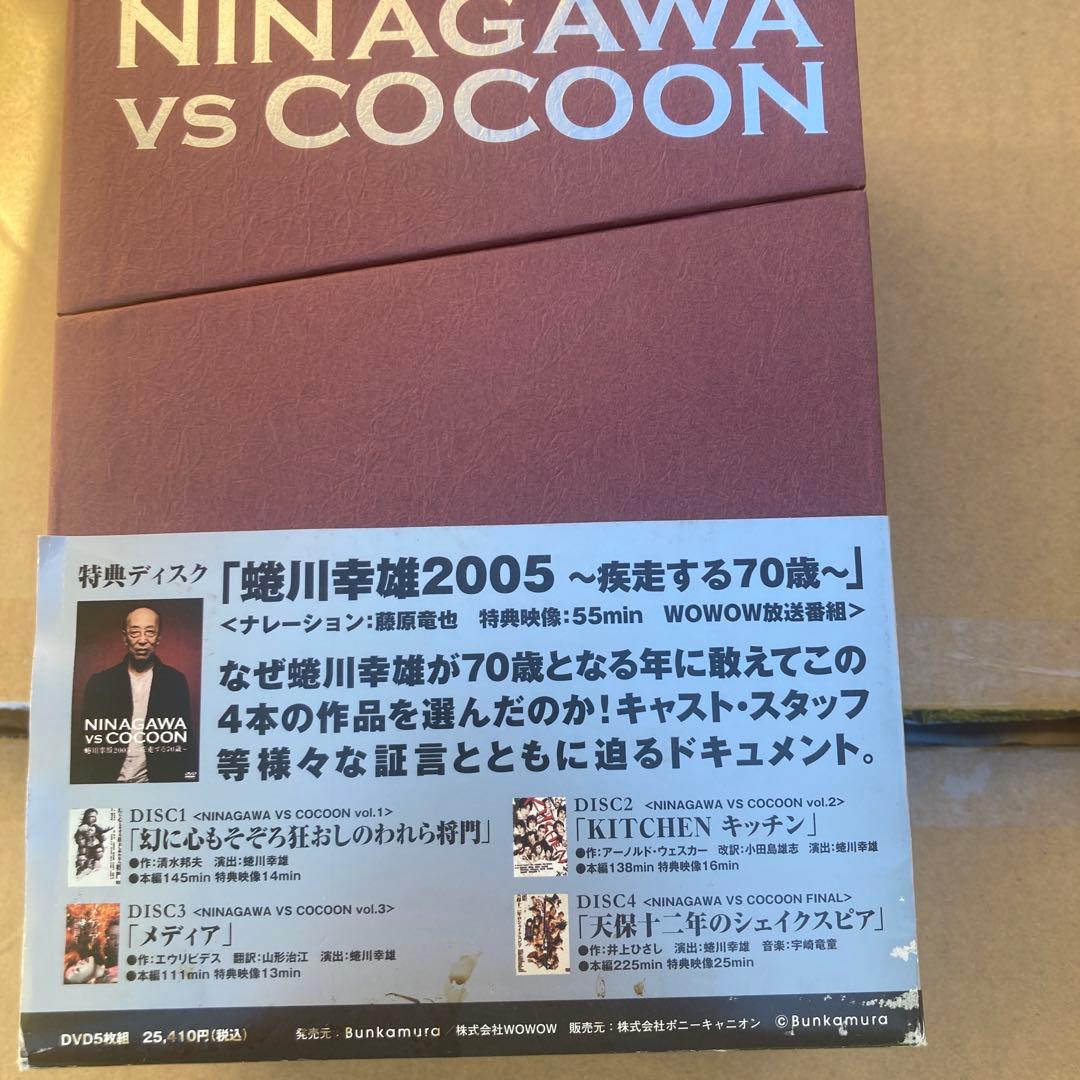 NINAGAWA
VS COCOON
特典ディスク
「蜷川幸雄2005 ～疾走する70歳～」
<ナレーション:藤原竜也 特典映像:55min WOWOW放送番組>
なぜ蜷川幸雄が70歳となる年に敢えてこの
4本の作品を選んだのか!キャスト・スタッフ
等様々な証言とともに迫るドキュメント。
NINAGAWA
VS COCOON
蜷川幸雄2005～疾走する70歳～
DISC1 <NINAGAWA VS COCOON vol.1>
「幻に心もそぞろ狂おしのわれら将門」
●作:清水邦夫 演出:蜷川幸雄
●本編145min 特典映像14min
DISC2 <NINAGAWA VS COCOON vol.2>
「KITCHEN キッチン」
●作:アーノルド・ウェスカー 改訳:小田島雄志 演出:蜷川幸雄
●本編138min 特典映像16min
DISC3 <NINAGAWA VS COCOON vol.3>
「メディア」
●作:エウリピデス 翻訳:山形治江 演出:蜷川幸雄
●本編111min 特典映像13min
DISC4 <NINAGAWA VS COCOON FINAL>
「天保十二年のシェイクスピア」
●作:井上ひさし 演出:蜷川幸雄 音楽:宇崎竜童
●本編225min 特典映像25min
DVD5枚組 25,410円(税込) 発売元:Bunkamura/株式会社WOWOW 販売元:株式会社ポニーキャニオン ©Bunkamura